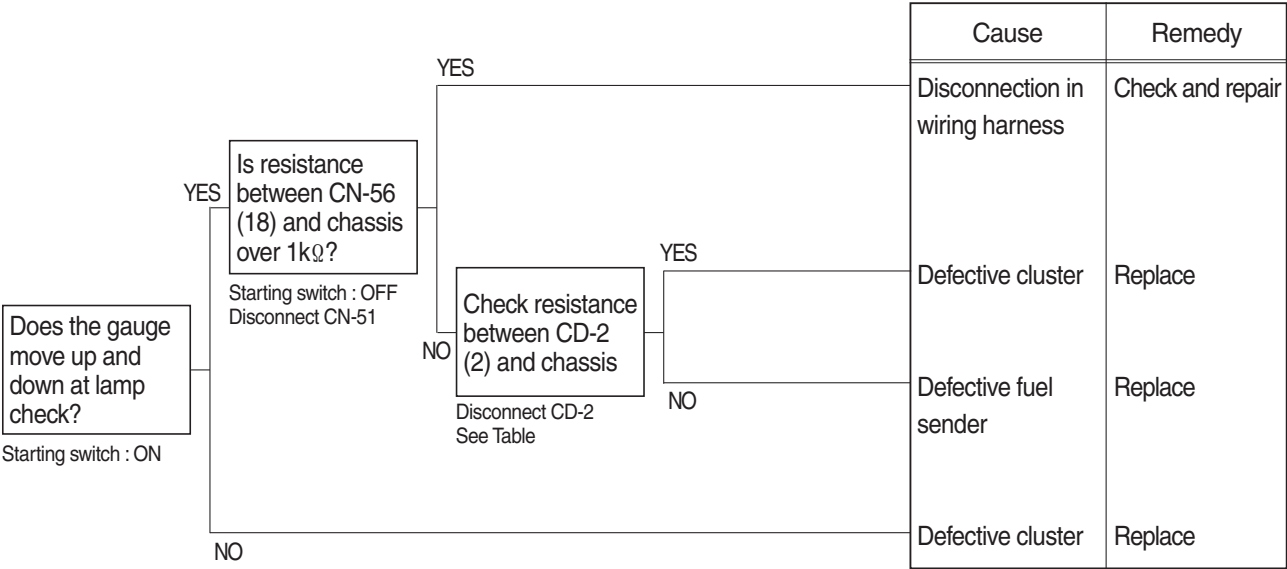 Cause
Remedy
YES
Disconnection in
wiring harness
Check and repair
YES
Is resistance
between CN-56
(18) and chassis
over 1kΩ?
Starting switch : OFF
Disconnect CN-51
YES
Defective cluster
Replace
NO
Check resistance
between CD-2
(2) and chassis
Disconnect CD-2
See Table
NO
Defective fuel
sender
Replace
Does the gauge
move up and
down at lamp
check?
Starting switch : ON
NO
Defective cluster
Replace